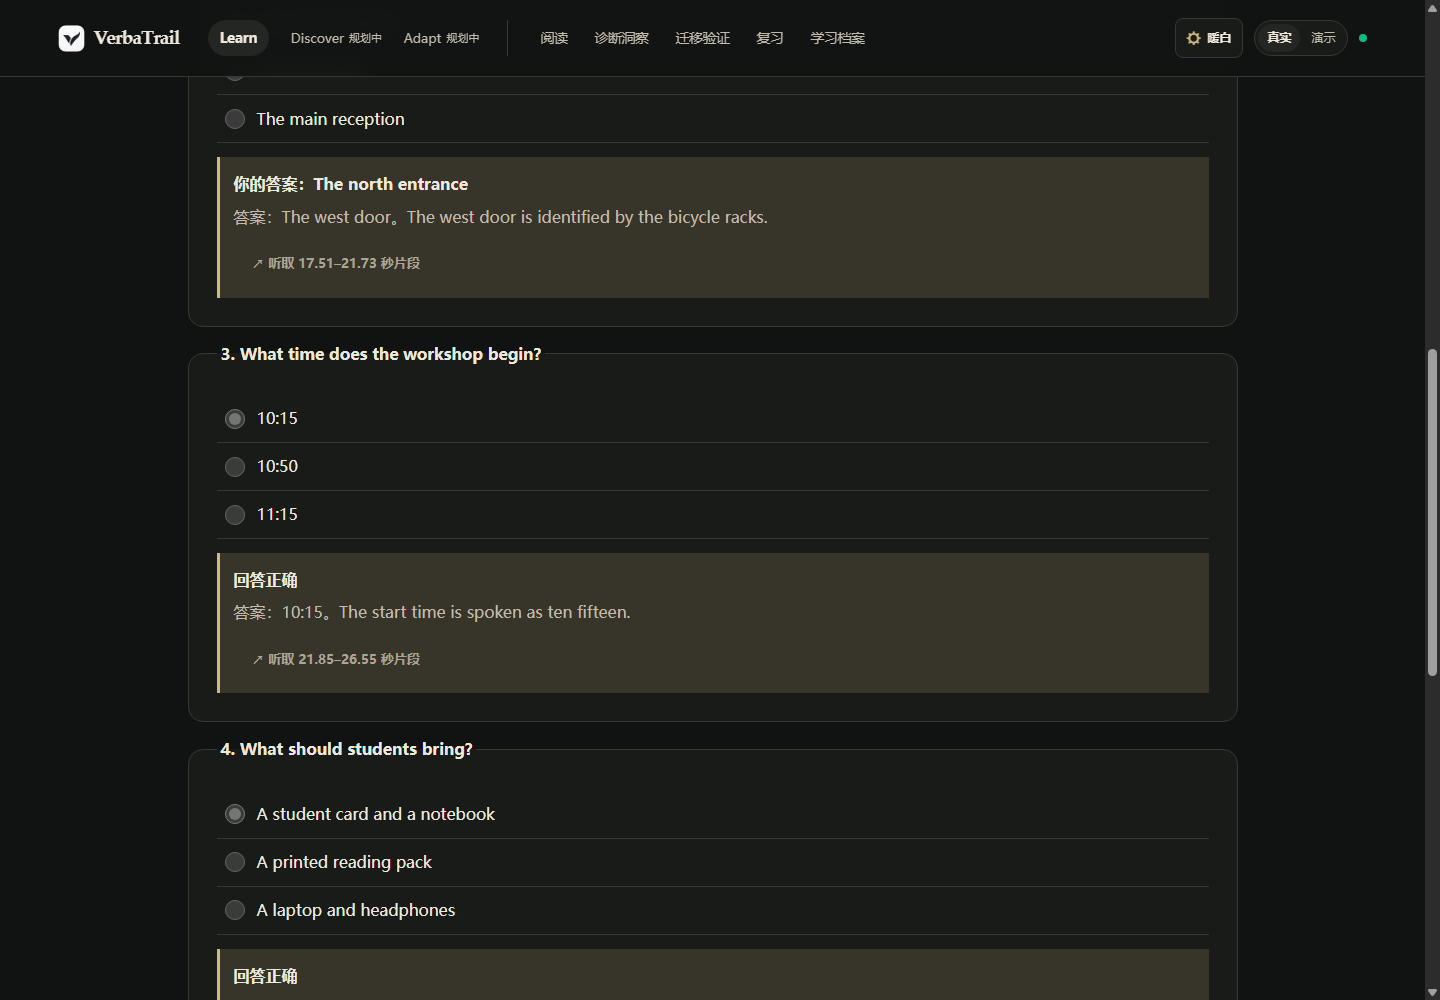 VerbaTrail Learn Discover 规划中 Adapt 规划中 阅读 诊断洞察 迁移验证 复习 学习档案 暖白 真实 演示
The main reception
你的答案：The north entrance
答案：The west door。The west door is identified by the bicycle racks.
↗ 听取 17.51–21.73 秒片段
3. What time does the workshop begin?
10:15
10:50
11:15
回答正确
答案：10:15。The start time is spoken as ten fifteen.
↗ 听取 21.85–26.55 秒片段
4. What should students bring?
A student card and a notebook
A printed reading pack
A laptop and headphones
回答正确